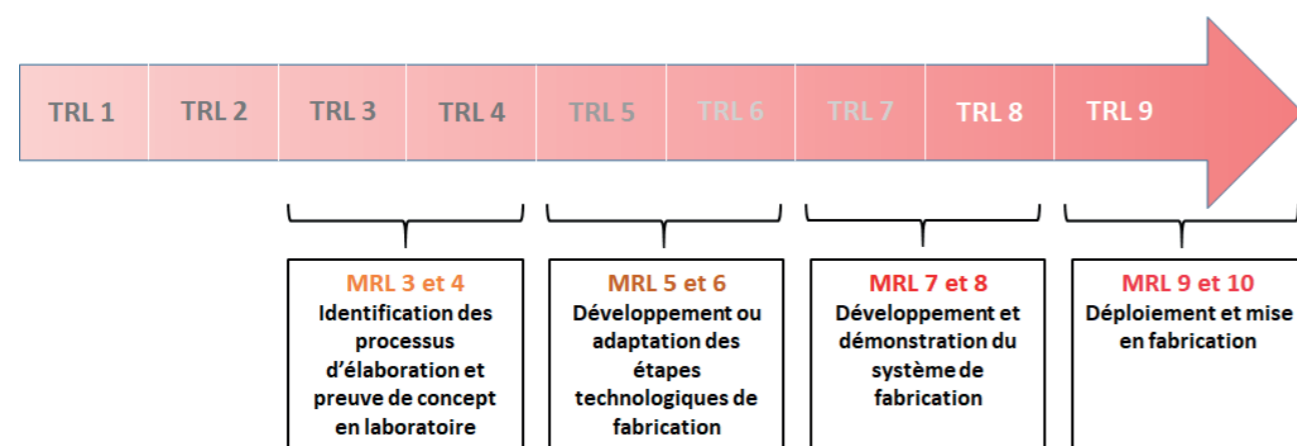 TRL 1 TRL 2 TRL 3 TRL 4 TRL 5 TRL 6 TRL 7 TRL 8 TRL 9
MRL 3 et 4
Identification des
processus
d'élaboration et
preuve de concept
en laboratoire
MRL 5 et 6
Développement ou
adaptation des
étapes
technologiques de
fabrication
MRL 7 et 8
Développement et
démonstration du
système de
fabrication
MRL 9 et 10
Déploiement et mise
en fabrication